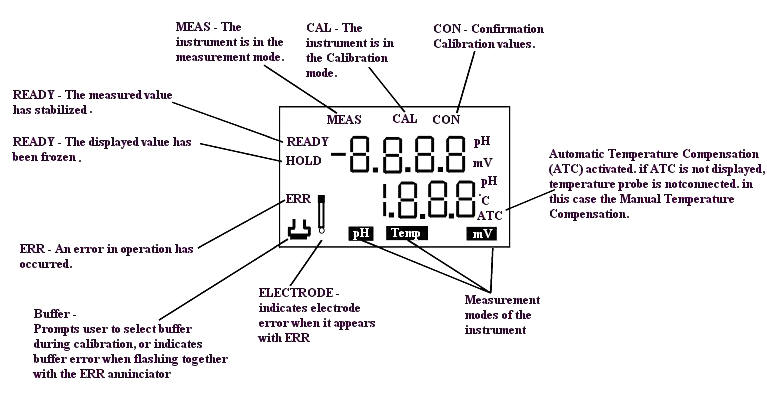 MEAS - The
instrument is in the
measurement mode.
CAL - The
instrument is in
the Calibration
mode.
CON - Confirmation
Calibration values.
READY - The measured value
has stabilized .
READY - The displayed value has
been frozen .
MEAS CAL CON
READY
HOLD
-8.8.8.8
pH
mV
1.8.8.8
pH
°C
ATC
ERR
pH Temp mV
Automatic Temperature Compensation
(ATC) activated. if ATC is not displayed,
temperature probe is notconnected. in
this case the Manual Temperature
Compensation.
ERR - An error in operation has
occurred.
Buffer -
Prompts user to select buffer
during calibration, or indicates
buffer error when flashing together
with the ERR anninciator
ELECTRODE -
indicates electrode
error when it appears
with ERR
Measurement
modes of the
instrument